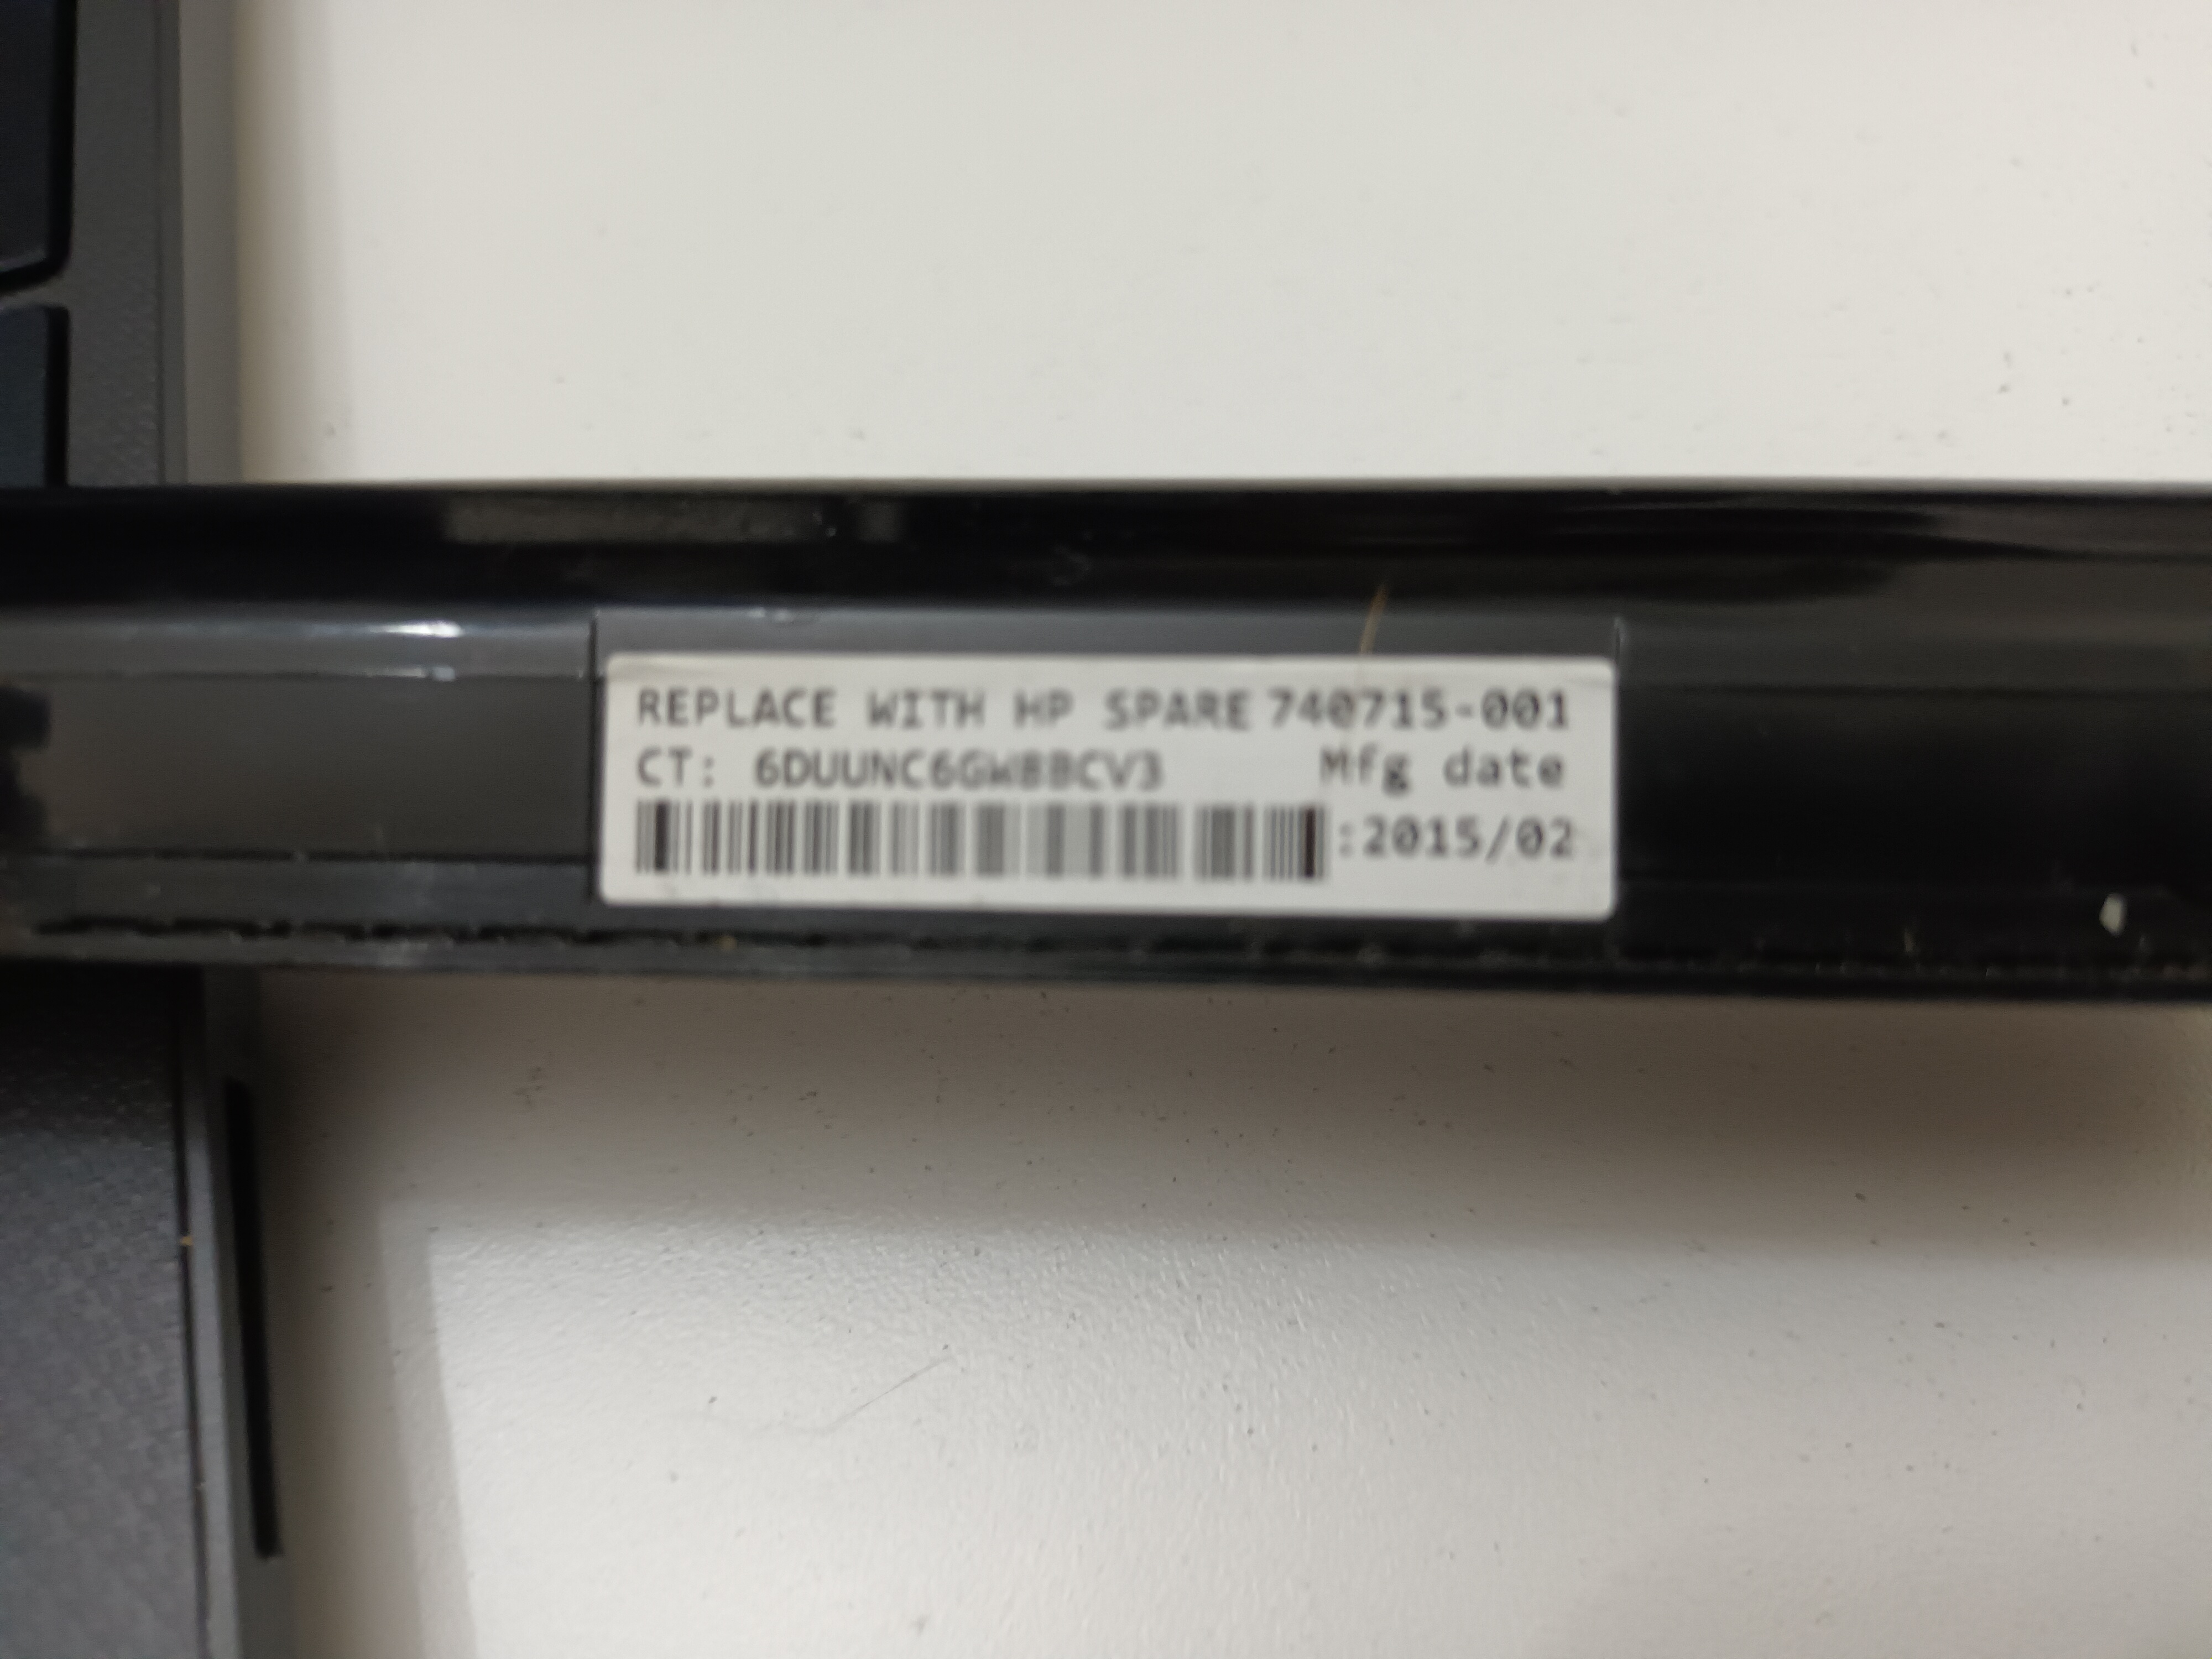 REPLACE WITH HP SPARE 740715-001
CT: 6DUUNC6GW8BCV3 Mfg date
:2015/02